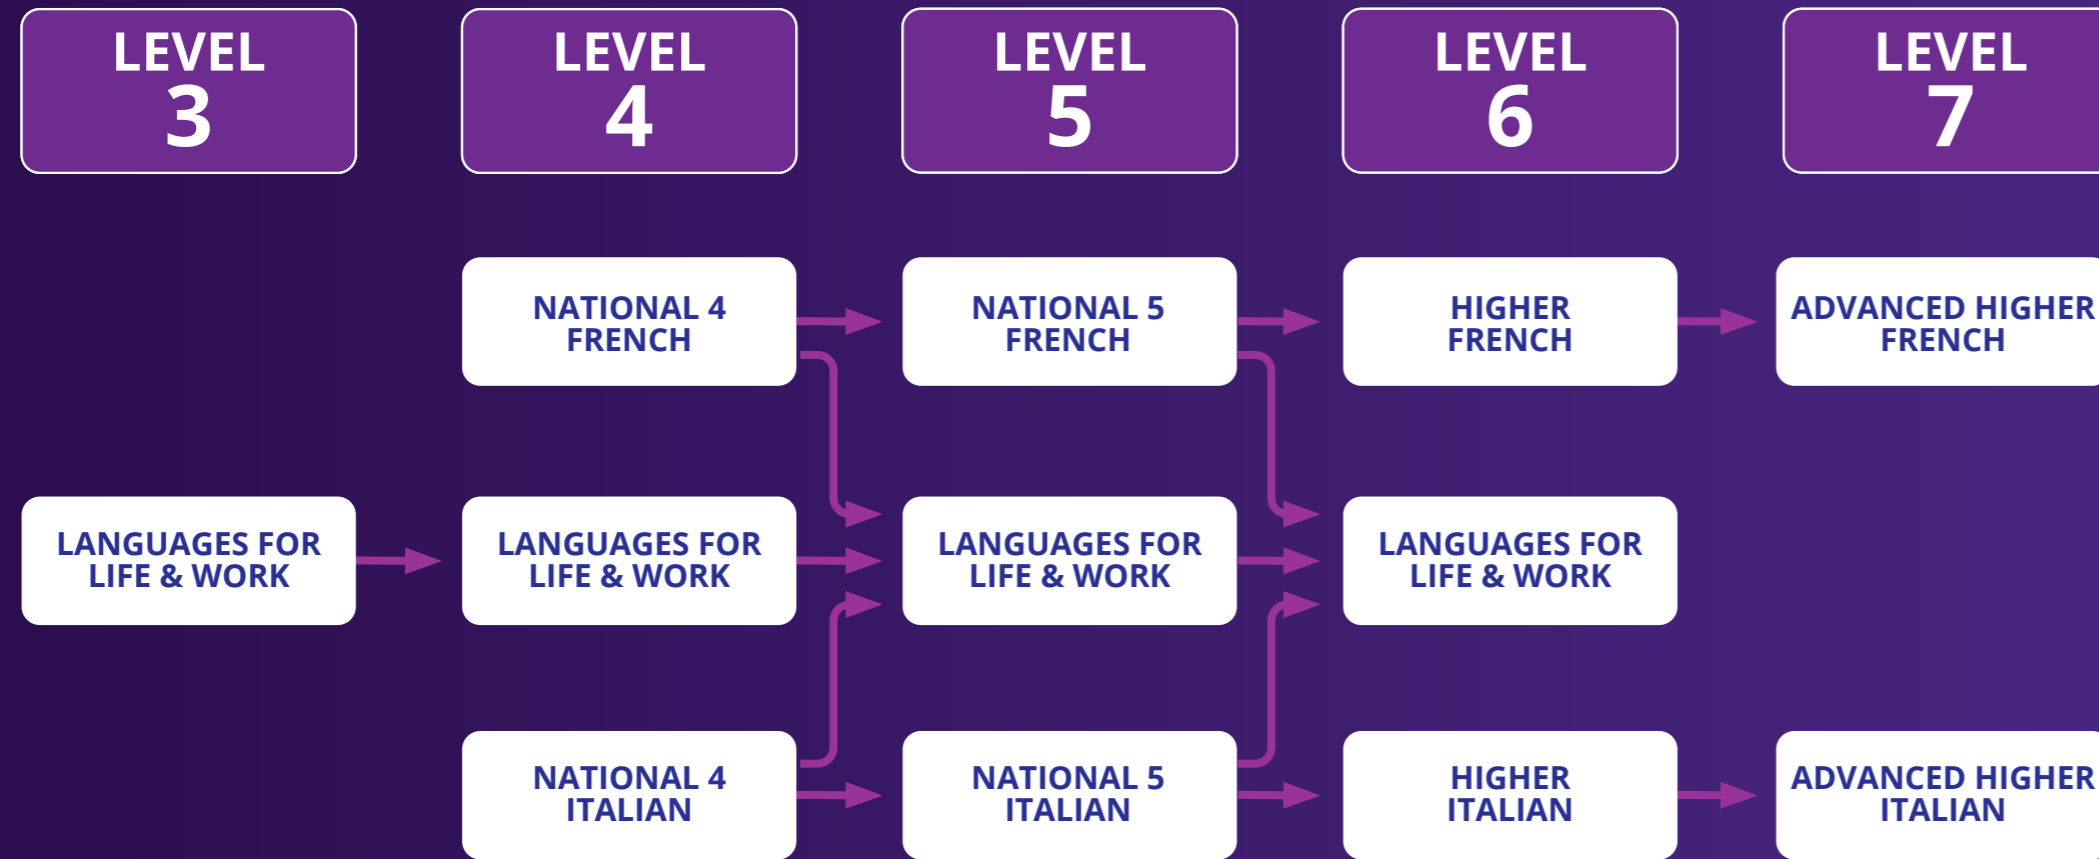 LEVEL
3
LEVEL
4
LEVEL
5
LEVEL
6
LEVEL
7
NATIONAL 4
FRENCH
NATIONAL 5
FRENCH
HIGHER
FRENCH
ADVANCED HIGHER
FRENCH
LANGUAGES FOR
LIFE & WORK
LANGUAGES FOR
LIFE & WORK
LANGUAGES FOR
LIFE & WORK
LANGUAGES FOR
LIFE & WORK
NATIONAL 4
ITALIAN
NATIONAL 5
ITALIAN
HIGHER
ITALIAN
ADVANCED HIGHER
ITALIAN